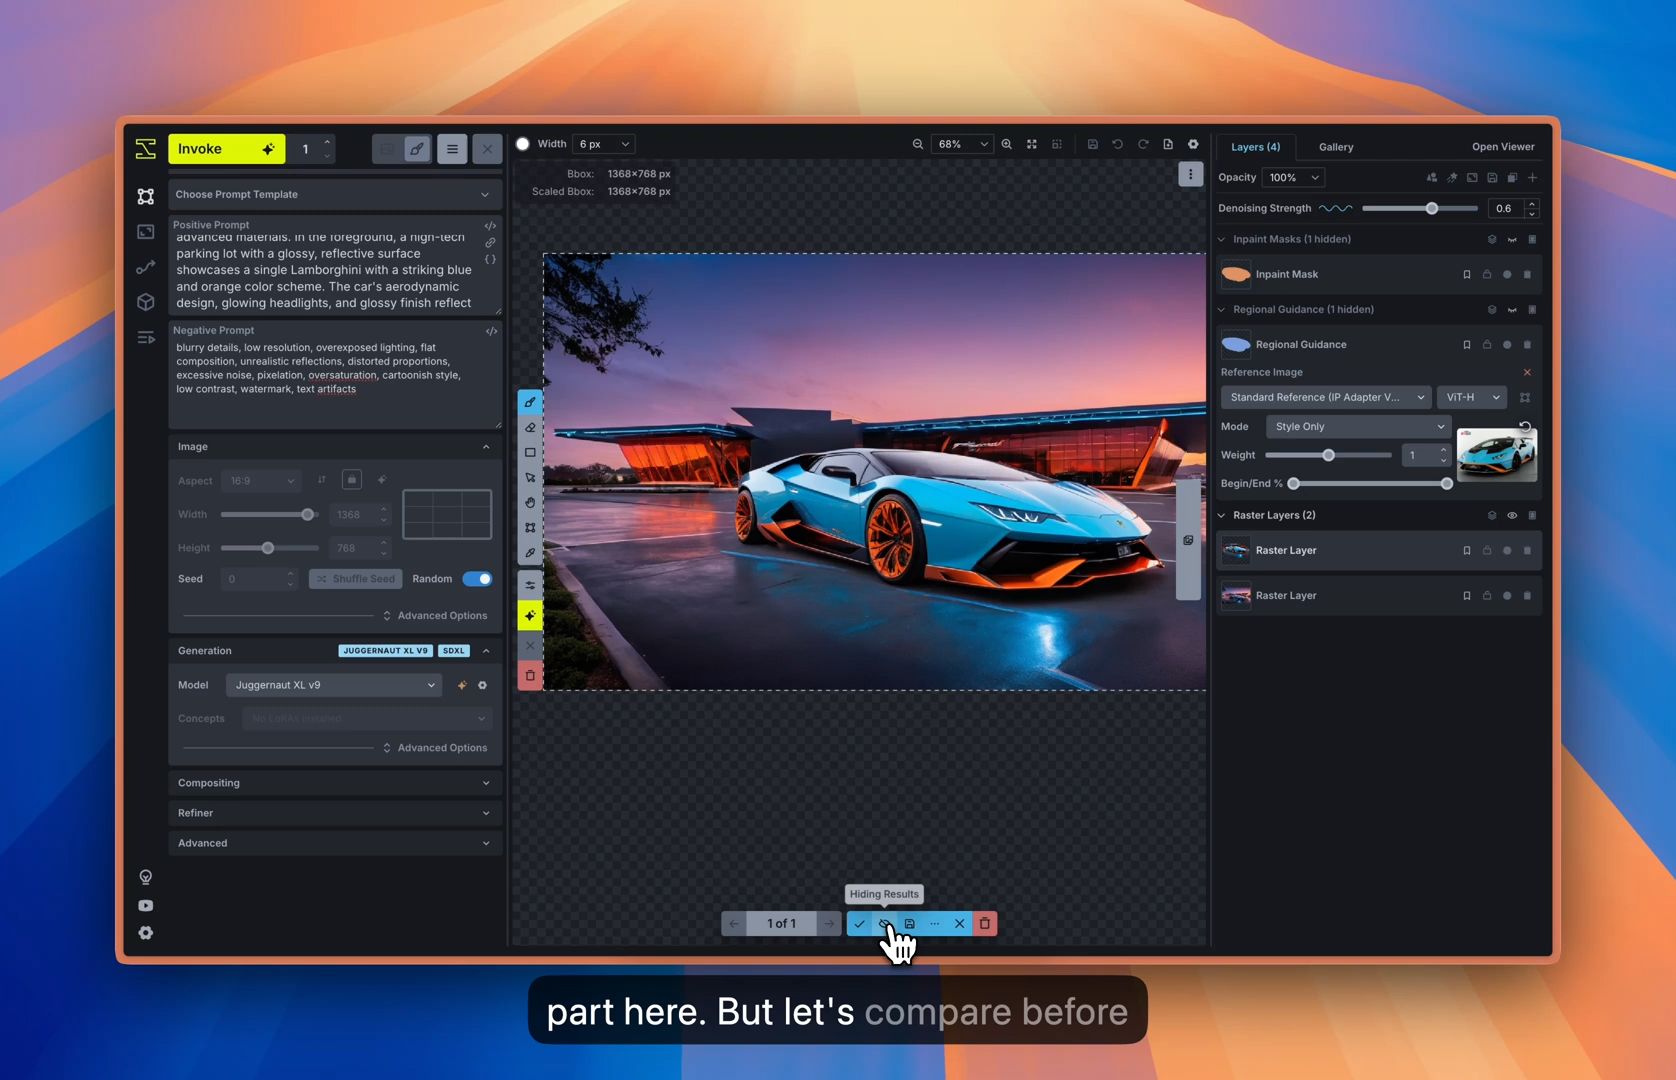 Invoke
1
Width
6 px
68%
Layers (4)
Gallery
Open Viewer
Bbox: 1368×768 px
Scaled Bbox: 1368×768 px
Opacity
100%
Choose Prompt Template
Denoising Strength
0.6
Positive Prompt
advanced materials. In the foreground, a high-tech
parking lot with a glossy, reflective surface
showcases a single Lamborghini with a striking blue
and orange color scheme. The car's aerodynamic
design, glowing headlights, and glossy finish reflect
Negative Prompt
blurry details, low resolution, overexposed lighting, flat
composition, unrealistic reflections, distorted proportions,
excessive noise, pixelation, oversaturation, cartoonish style,
low contrast, watermark, text artifacts
Image
Aspect
16:9
Width
1368
Height
768
Seed
0
Shuffle Seed
Random
Advanced Options
Generation
JUGGERNAUT XL V9
SDXL
Model
Juggernaut XL v9
Concepts
No LoRAs Installed
Advanced Options
Compositing
Refiner
Advanced
Inpaint Masks (1 hidden)
Inpaint Mask
Regional Guidance (1 hidden)
Regional Guidance
Reference Image
Standard Reference (IP Adapter V...
ViT-H
Mode
Style Only
Weight
1
Begin/End %
Raster Layers (2)
Raster Layer
Raster Layer
Hiding Results
1 of 1
part here. But let's compare before